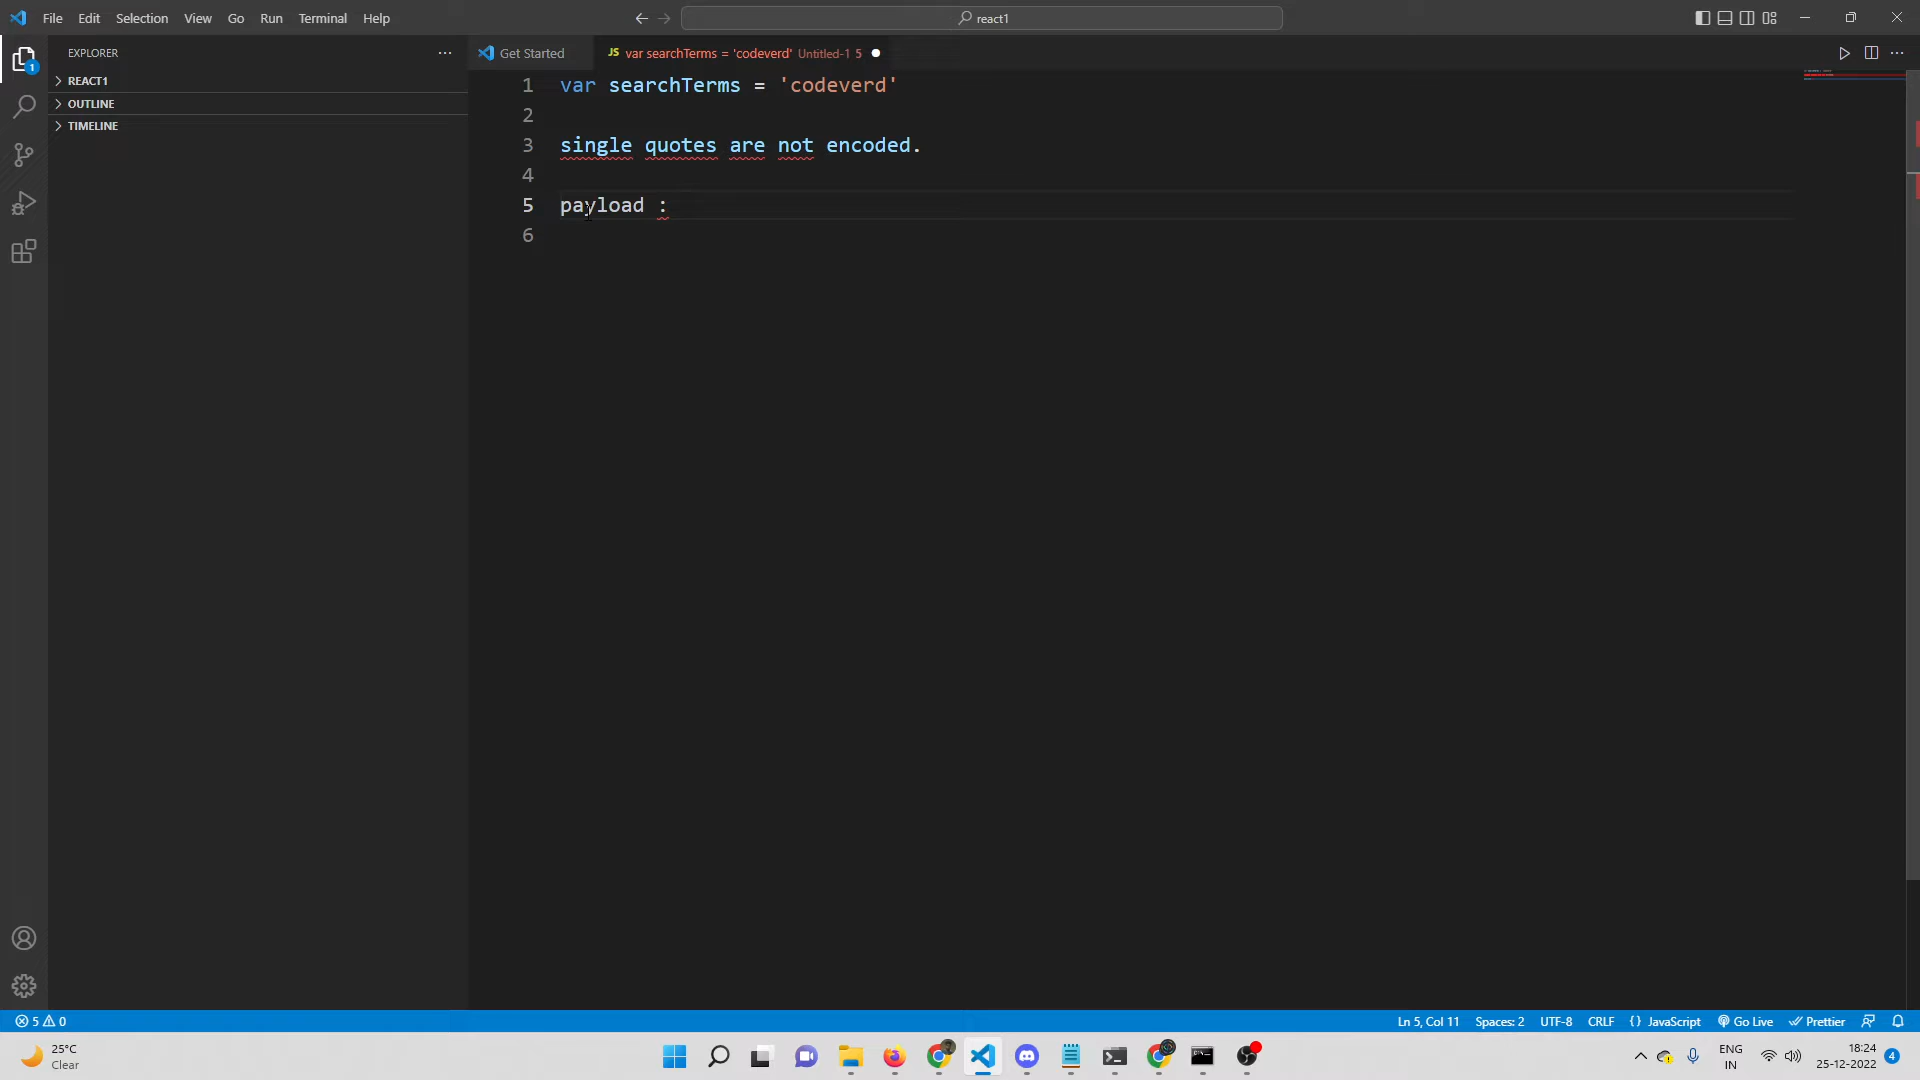 File Edit Selection View Go Run Terminal Help
react1
EXPLORER
Get Started
JS var searchTerms = 'codeverd' Untitled-1 5
REACT1
OUTLINE
TIMELINE
1 var searchTerms = 'codeverd'
2
3 single quotes are not encoded.
4
5 payload :
6
1
5 0
Ln 5, Col 11 Spaces: 2 UTF-8 CRLF {} JavaScript Go Live Prettier
25°C
Clear
ENG
IN
18:24
25-12-2022
4